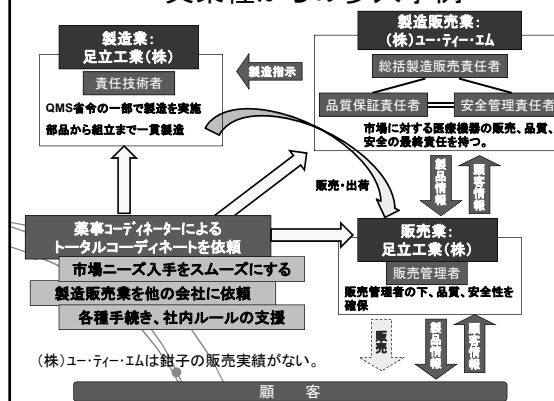 製造業：
足立工業(株)
責任技術者
QMS省令の一部で製造を実施
部品から組立まで一貫製造
製造指示
製造販売業：
(株)ユー・ティー・エム
総括製造販売責任者
品質保証責任者
安全管理責任者
市場に対する医療機器の販売、品質、
安全の最終責任を持つ。
販売・出荷
製品情報
顧客情報
薬事コーディネーターによる
トータルコーディネートを依頼
市場ニーズ入手をスムーズにする
製造販売業を他の会社に依頼
各種手続き、社内ルールの支援
販売業：
足立工業(株)
販売管理者
販売管理者の下、品質、安全性を
確保
販売
製品情報
顧客情報
(株)ユー・ティー・エムは鉗子の販売実績がない。
顧　客